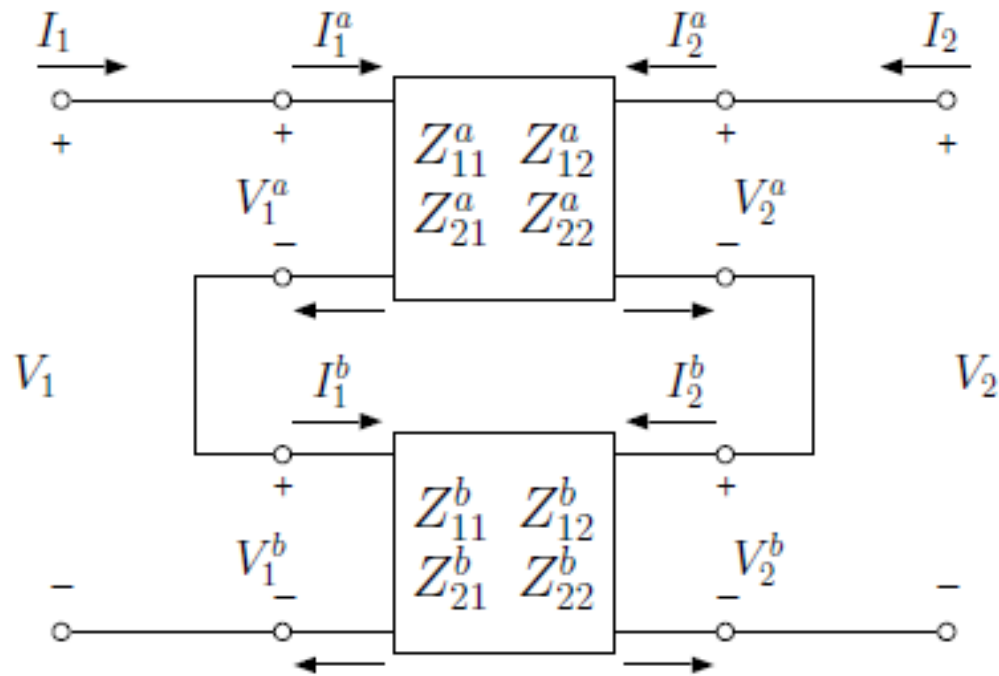 I₁ I₁ᵃ I₂ᵃ I₂
+ + + +
Z₁₁ᵃ Z₁₂ᵃ
V₁ᵃ Z₂₁ᵃ Z₂₂ᵃ V₂ᵃ
− −
V₁ I₁ᵇ I₂ᵇ V₂
+ +
Z₁₁ᵇ Z₁₂ᵇ
V₁ᵇ Z₂₁ᵇ Z₂₂ᵇ V₂ᵇ
− − − −